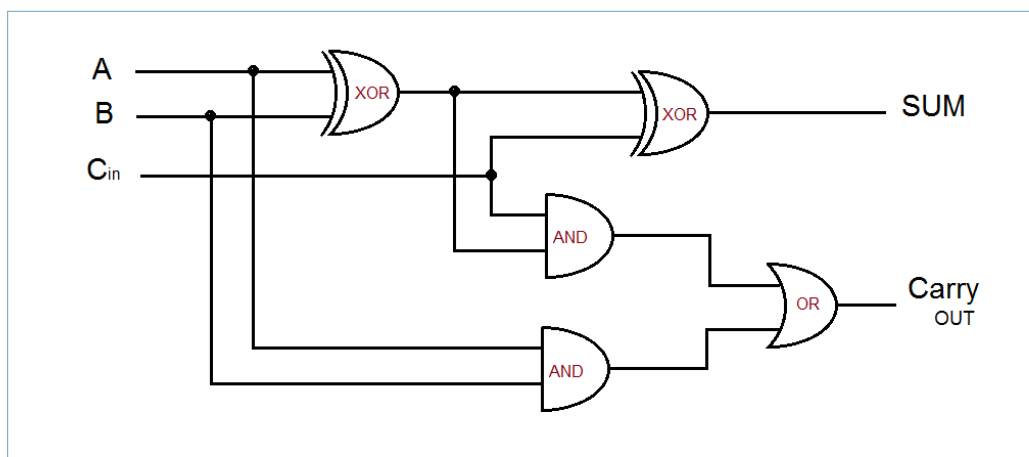 A
XOR
B
XOR
SUM
Cin
AND
Carry
OUT
OR
AND